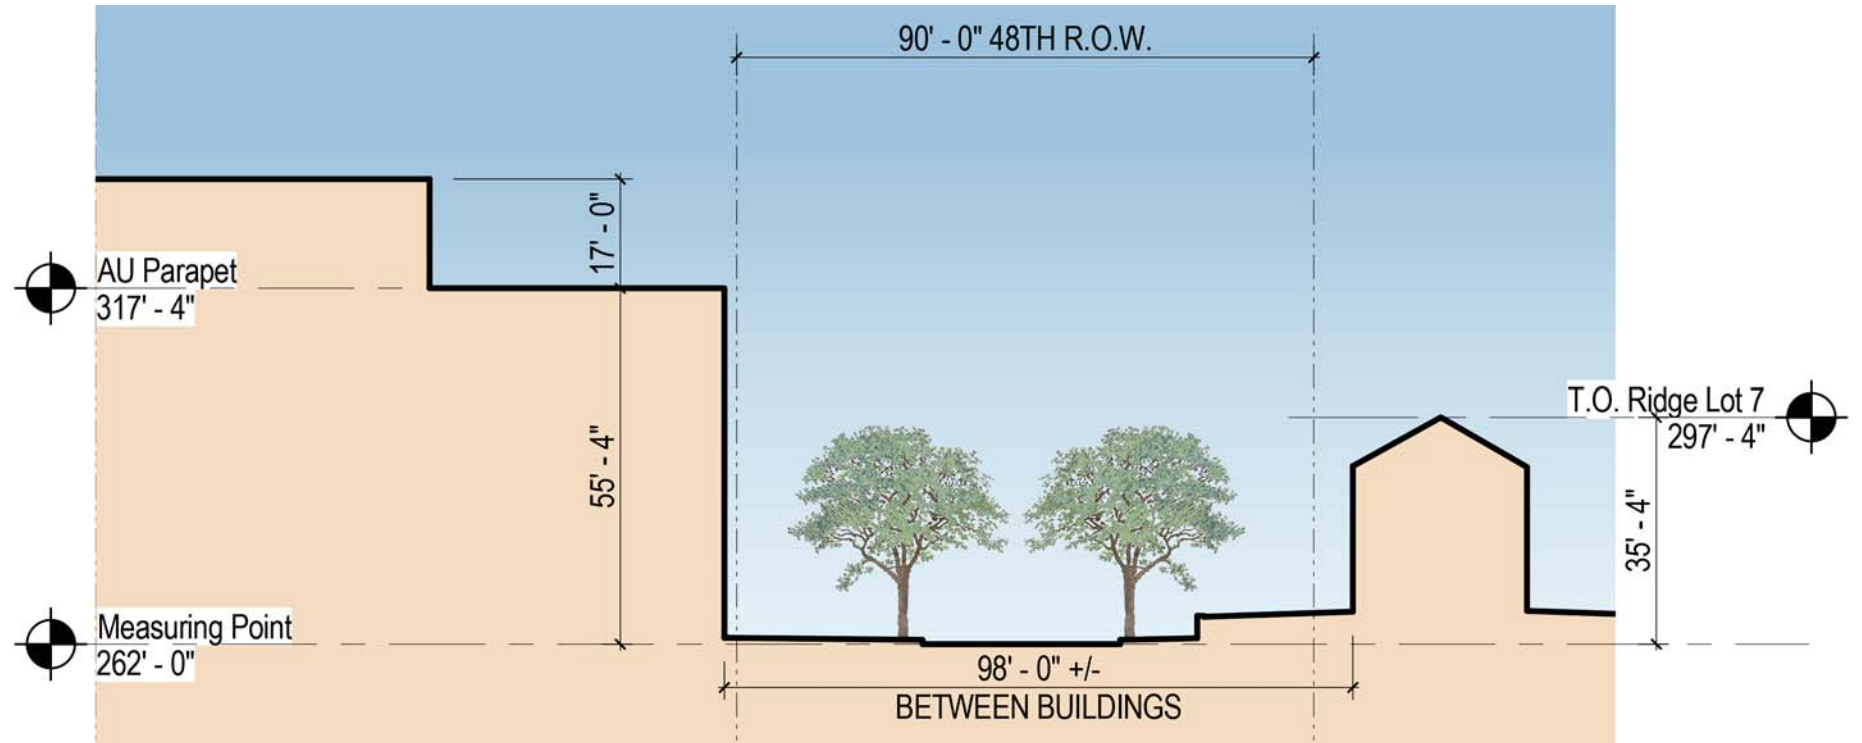 90' - 0" 48TH R.O.W.
17' - 0"
AU Parapet
317' - 4"
T.O. Ridge Lot 7
297' - 4"
55' - 4"
35' - 4"
Measuring Point
262' - 0"
98' - 0" +/-
BETWEEN BUILDINGS